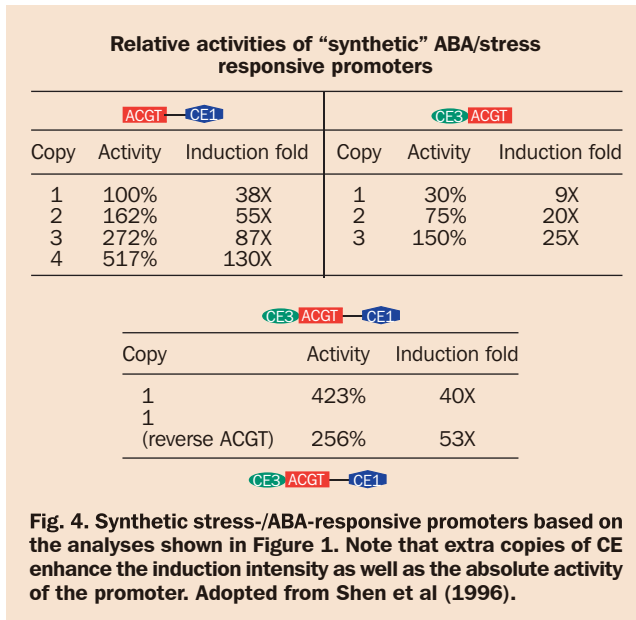 Relative activities of “synthetic” ABA/stress
responsive promoters
ACGT CE1
CE3 ACGT
Copy Activity Induction fold Copy Activity Induction fold
1 100% 38X 1 30% 9X
2 162% 55X 2 75% 20X
3 272% 87X 3 150% 25X
4 517% 130X
CE3 ACGT CE1
Copy Activity Induction fold
1 423% 40X
1
(reverse ACGT) 256% 53X
CE3 ACGT CE1
Fig. 4. Synthetic stress-/ABA-responsive promoters based on
the analyses shown in Figure 1. Note that extra copies of CE
enhance the induction intensity as well as the absolute activity
of the promoter. Adopted from Shen et al (1996).